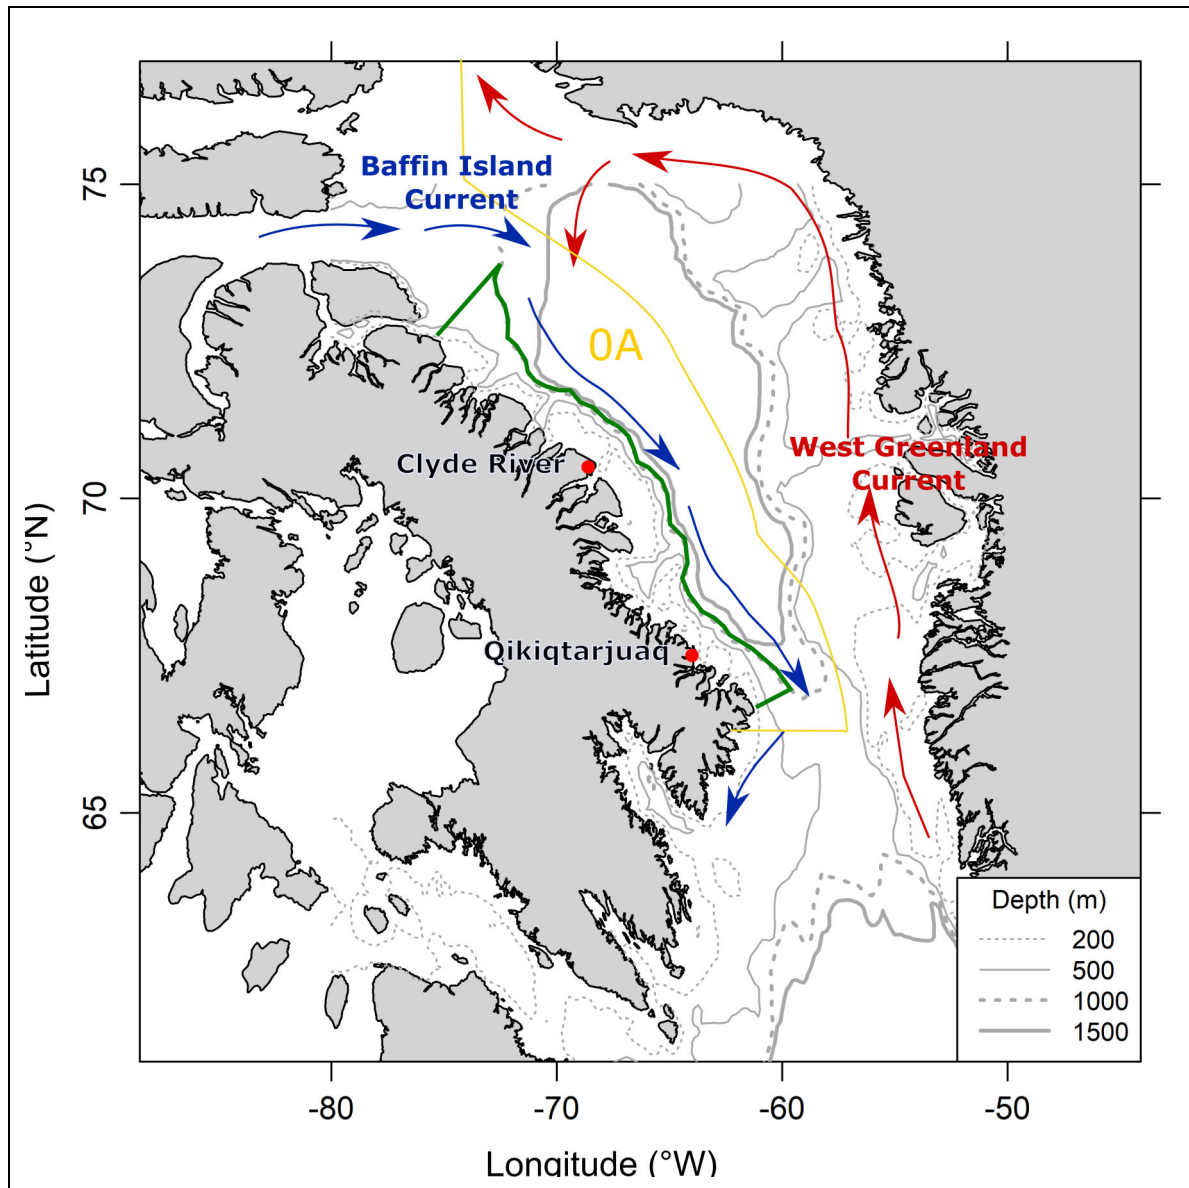 75
70
65
Latitude (°N)
Baffin Island
Current
0A
West Greenland
Current
Clyde River
Qikiqtarjuaq
Depth (m)
200
500
1000
1500
-80
-70
-60
-50
Longitude (°W)